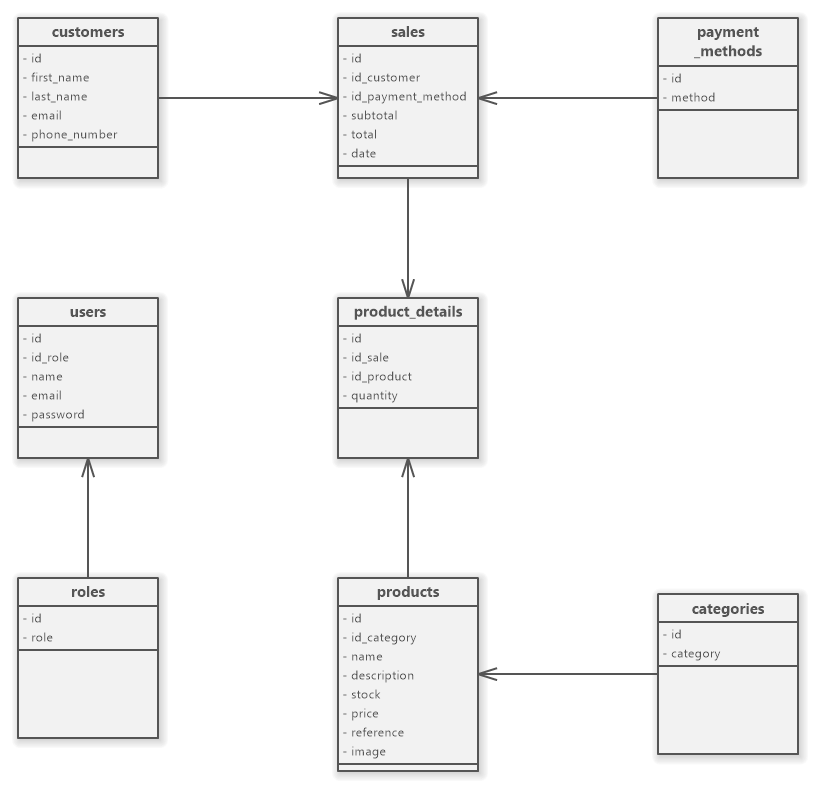 customers
- id
- first_name
- last_name
- email
- phone_number
sales
- id
- id_customer
- id_payment_method
- subtotal
- total
- date
payment
_methods
- id
- method
users
- id
- id_role
- name
- email
- password
product_details
- id
- id_sale
- id_product
- quantity
roles
- id
- role
products
- id
- id_category
- name
- description
- stock
- price
- reference
- image
categories
- id
- category